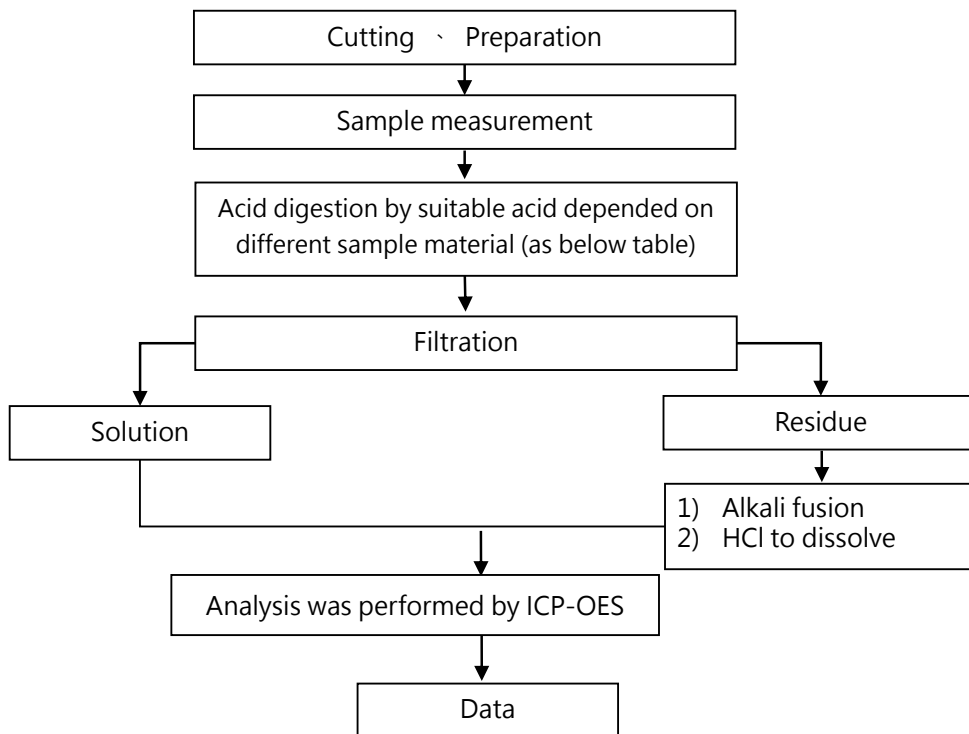 Cutting 、 Preparation
Sample measurement
Acid digestion by suitable acid depended on
different sample material (as below table)
Filtration
Solution
Residue
1) Alkali fusion
2) HCl to dissolve
Analysis was performed by ICP-OES
Data